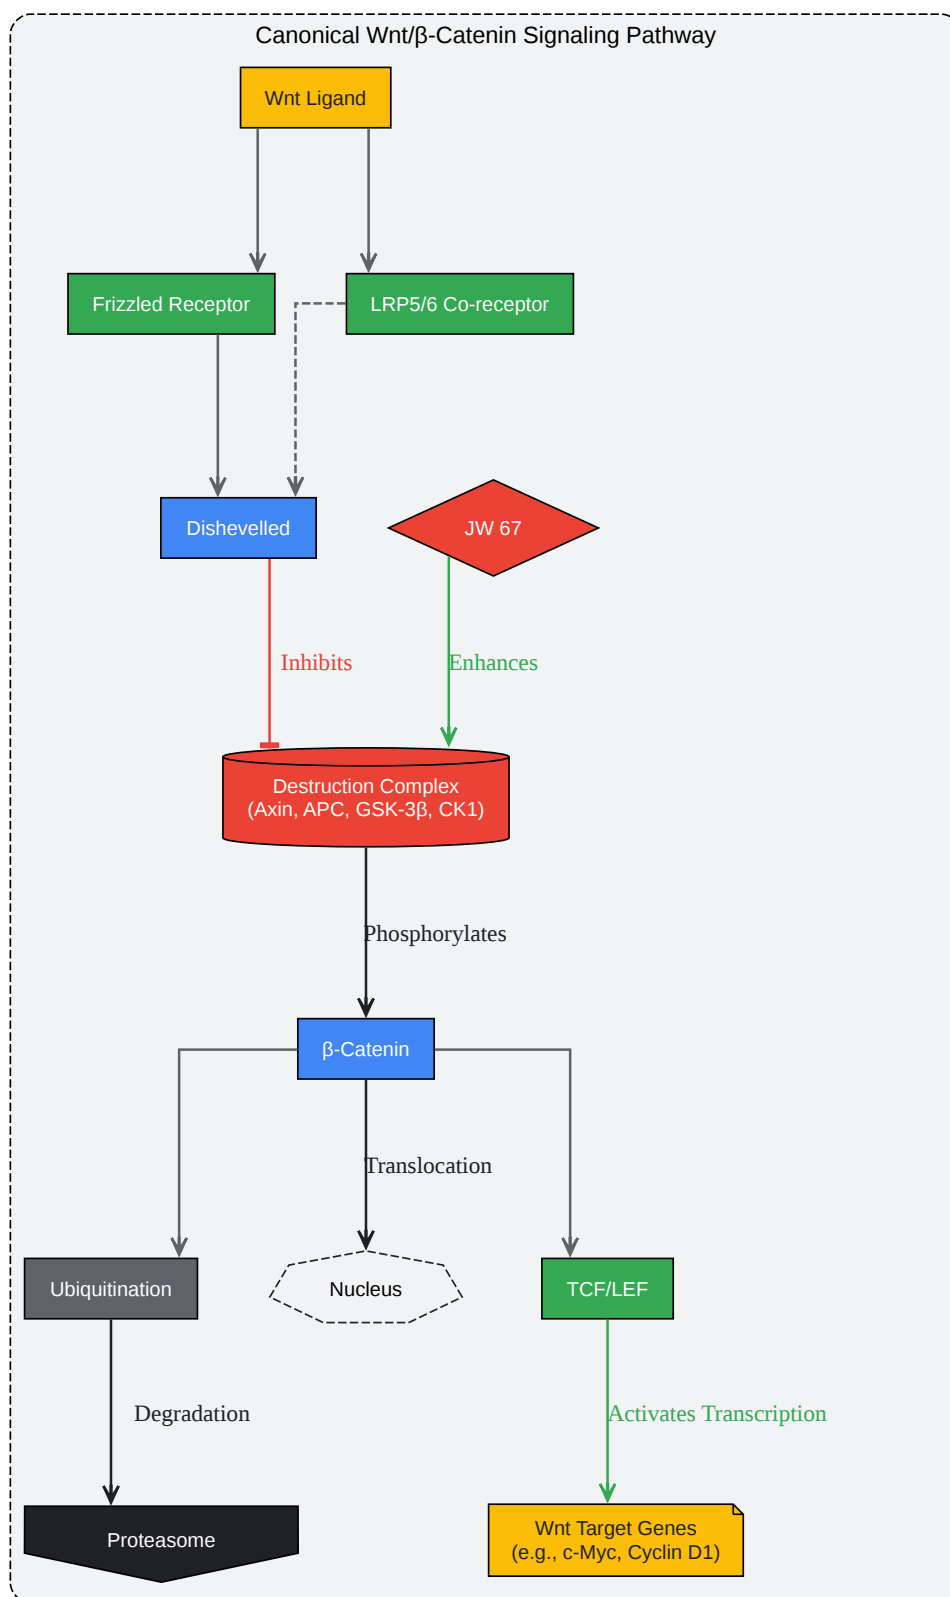 Canonical Wnt/β-Catenin Signaling Pathway
Wnt Ligand
Frizzled Receptor
LRP5/6 Co-receptor
Dishevelled
JW 67
Inhibits
Enhances
Destruction Complex
(Axin, APC, GSK-3β, CK1)
Phosphorylates
β-Catenin
Translocation
Ubiquitination
Nucleus
TCF/LEF
Degradation
Activates Transcription
Proteasome
Wnt Target Genes
(e.g., c-Myc, Cyclin D1)